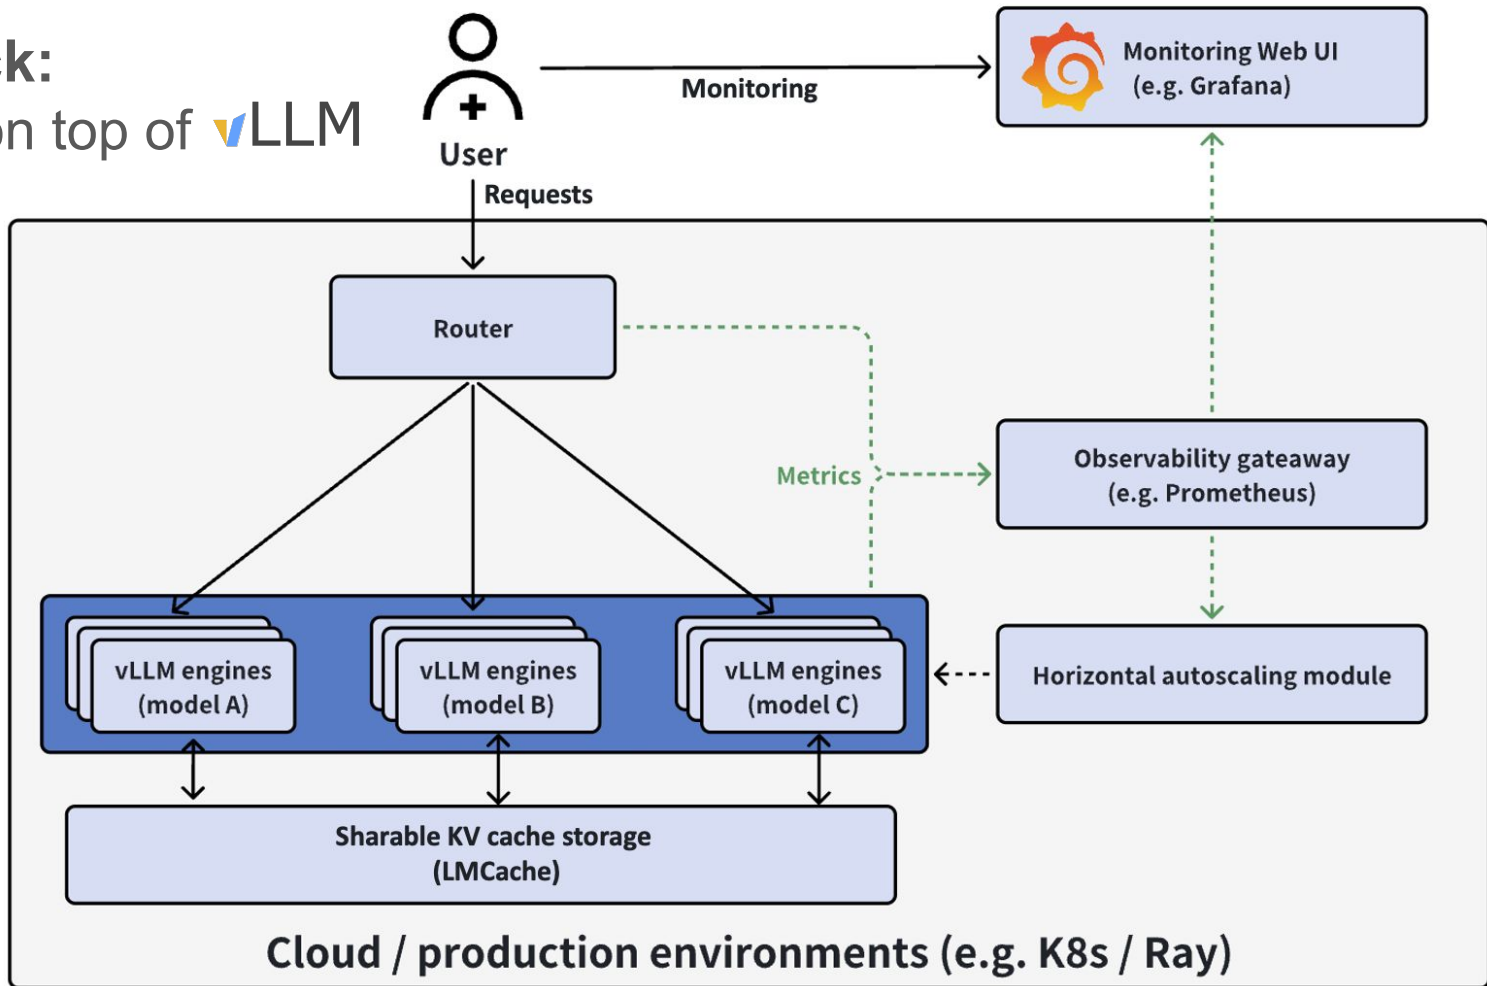 ck:
on top of vLLM
User
Monitoring
Monitoring Web UI
(e.g. Grafana)
Requests
Router
Metrics
Observability gateaway
(e.g. Prometheus)
vLLM engines
(model A)
vLLM engines
(model B)
vLLM engines
(model C)
Horizontal autoscaling module
Sharable KV cache storage
(LMCache)
Cloud / production environments (e.g. K8s / Ray)